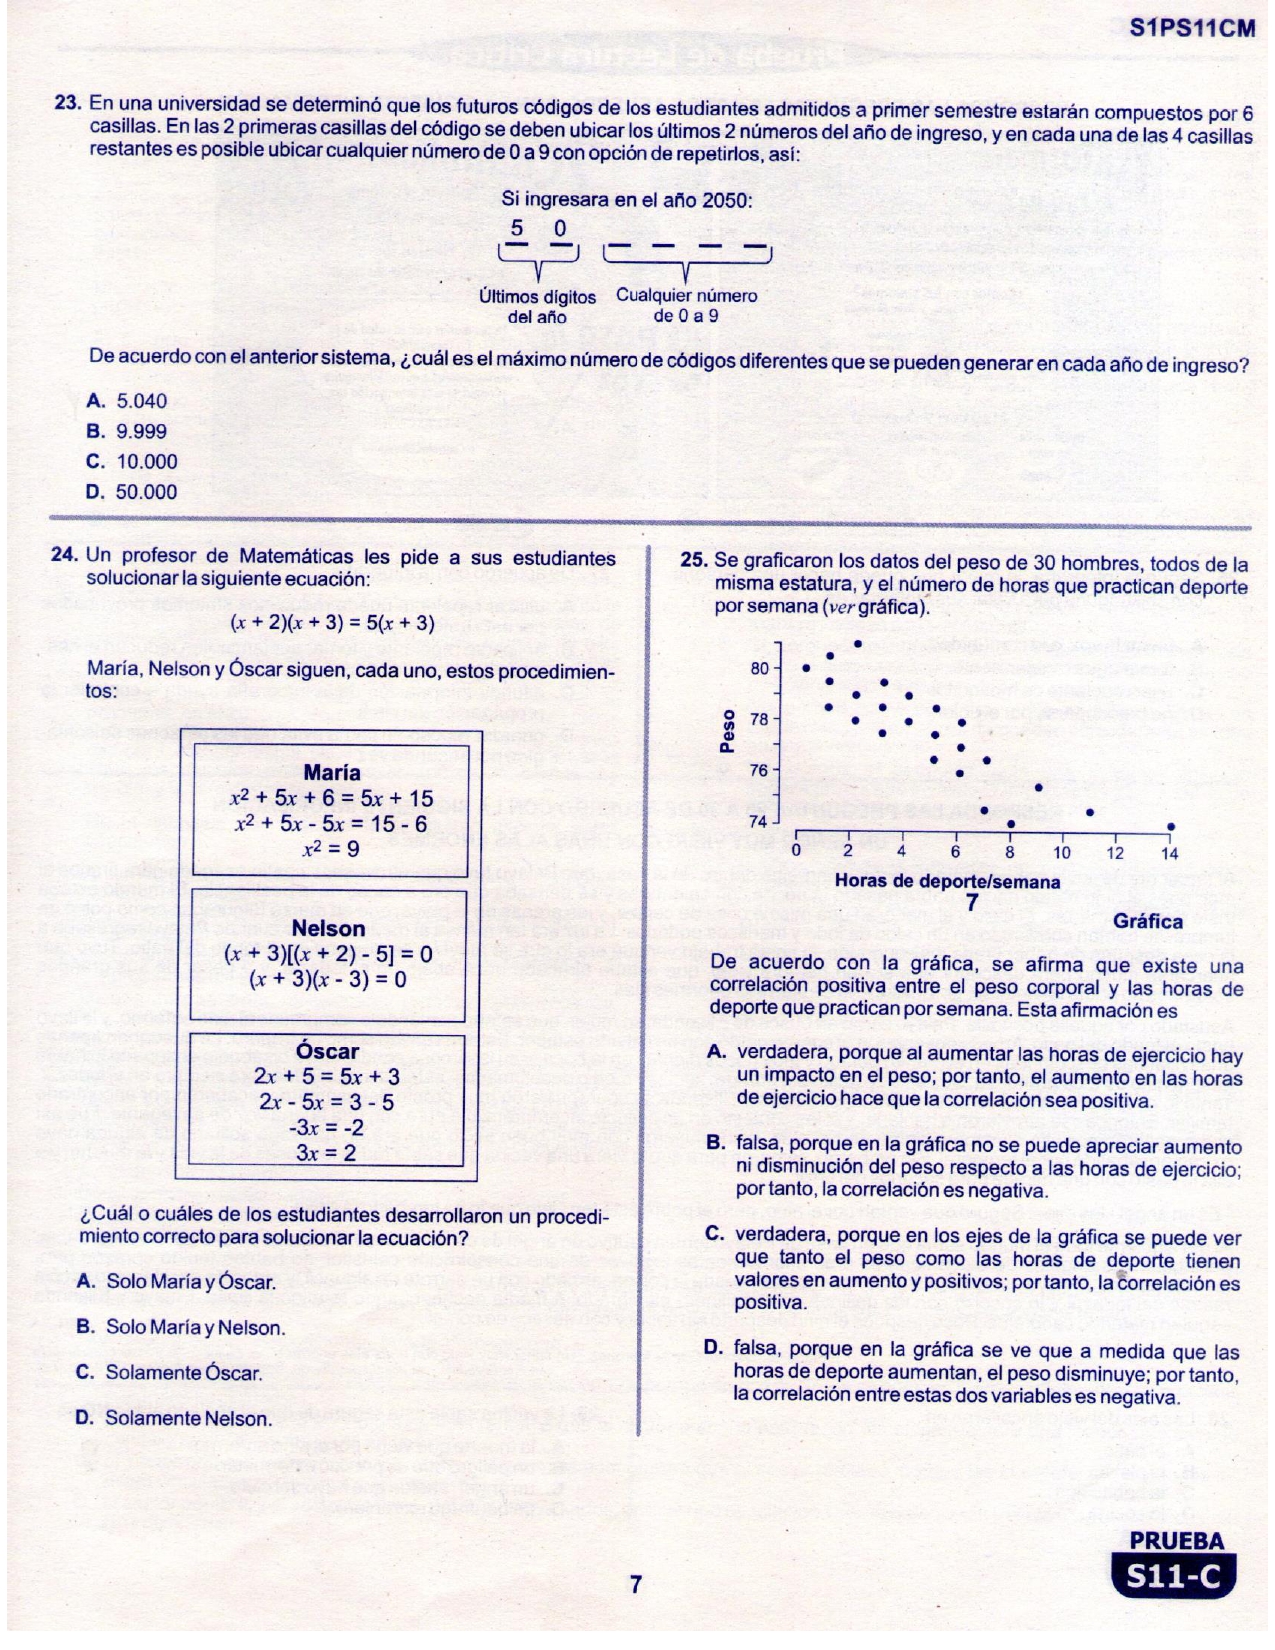 S1PS11CM
23. En una universidad se determinó que los futuros códigos de los estudiantes admitidos a primer semestre estarán compuestos por 6
casillas. En las 2 primeras casillas del código se deben ubicar los últimos 2 números del año de ingreso, y en cada una de las 4 casillas
restantes es posible ubicar cualquier número de 0 a 9 con opción de repetirlos, así:
Si ingresara en el año 2050:
5 0
Últimos dígitos Cualquier número
del año de 0 a 9
De acuerdo con el anterior sistema, ¿cuál es el máximo número de códigos diferentes que se pueden generar en cada año de ingreso?
A. 5.040
B. 9.999
C. 10.000
D. 50.000
24. Un profesor de Matemáticas les pide a sus estudiantes
solucionar la siguiente ecuación:
(x + 2)(x + 3) = 5(x + 3)
María, Nelson y Óscar siguen, cada uno, estos procedimien-
tos:
María
x² + 5x + 6 = 5x + 15
x² + 5x - 5x = 15 - 6
x² = 9
Nelson
(x + 3)[(x + 2) - 5] = 0
(x + 3)(x - 3) = 0
Óscar
2x + 5 = 5x + 3
2x - 5x = 3 - 5
-3x = -2
3x = 2
¿Cuál o cuáles de los estudiantes desarrollaron un procedi-
miento correcto para solucionar la ecuación?
A. Solo María y Óscar.
B. Solo María y Nelson.
C. Solamente Óscar.
D. Solamente Nelson.
25. Se graficaron los datos del peso de 30 hombres, todos de la
misma estatura, y el número de horas que practican deporte
por semana (ver gráfica).
Peso
80
78
76
74
0 2 4 6 8 10 12 14
Horas de deporte/semana
7
Gráfica
De acuerdo con la gráfica, se afirma que existe una
correlación positiva entre el peso corporal y las horas de
deporte que practican por semana. Esta afirmación es
A. verdadera, porque al aumentar las horas de ejercicio hay
un impacto en el peso; por tanto, el aumento en las horas
de ejercicio hace que la correlación sea positiva.
B. falsa, porque en la gráfica no se puede apreciar aumento
ni disminución del peso respecto a las horas de ejercicio;
por tanto, la correlación es negativa.
C. verdadera, porque en los ejes de la gráfica se puede ver
que tanto el peso como las horas de deporte tienen
valores en aumento y positivos; por tanto, la correlación es
positiva.
D. falsa, porque en la gráfica se ve que a medida que las
horas de deporte aumentan, el peso disminuye; por tanto,
la correlación entre estas dos variables es negativa.
7
PRUEBA
S11-C